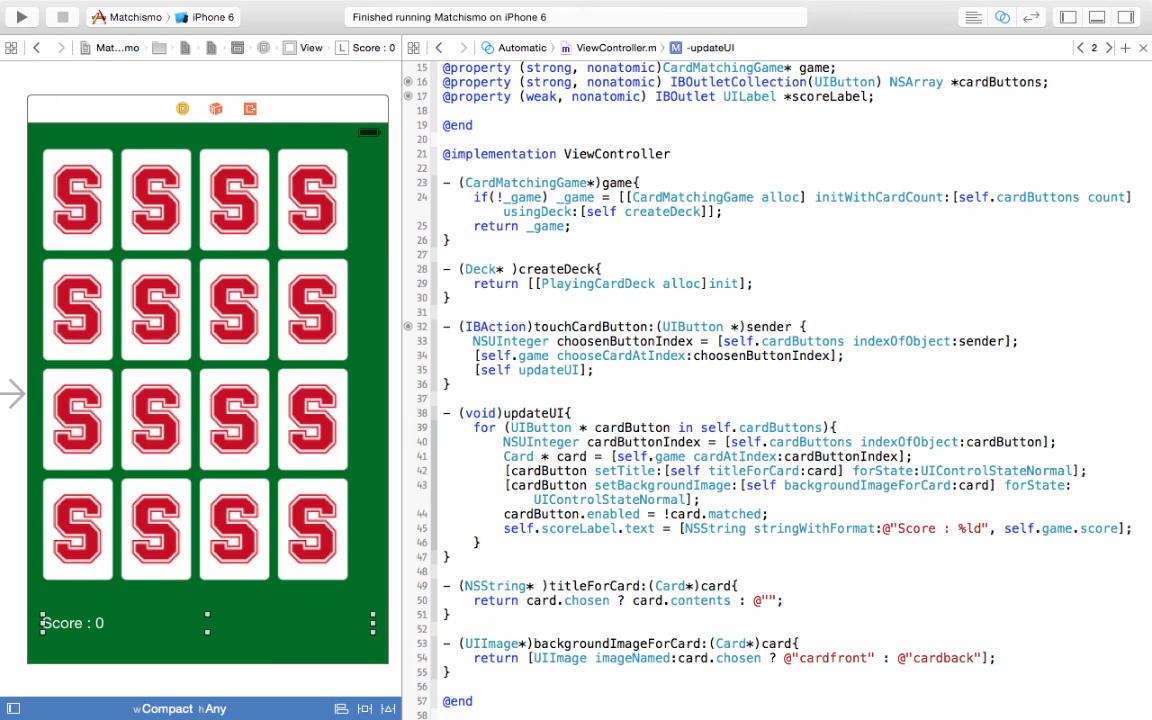 Matchismo iPhone 6 Finished running Matchismo on iPhone 6
Mat...mo View L Score : 0 Automatic ViewController.m M -updateUI 2
15 @property (strong, nonatomic)CardMatchingGame* game;
16 @property (strong, nonatomic) IBOutletCollection(UIButton) NSArray *cardButtons;
17 @property (weak, nonatomic) IBOutlet UILabel *scoreLabel;
18
19 @end
20
21 @implementation ViewController
22
23 - (CardMatchingGame*)game{
24 if(!_game) _game = [[CardMatchingGame alloc] initWithCardCount:[self.cardButtons count]
usingDeck:[self createDeck]];
25 return _game;
26 }
27
28 - (Deck* )createDeck{
29 return [[PlayingCardDeck alloc]init];
30 }
31
32 - (IBAction)touchCardButton:(UIButton *)sender {
33 NSUInteger choosenButtonIndex = [self.cardButtons indexOfObject:sender];
34 [self.game chooseCardAtIndex:choosenButtonIndex];
35 [self updateUI];
36 }
37
38 - (void)updateUI{
39 for (UIButton * cardButton in self.cardButtons){
40 NSUInteger cardButtonIndex = [self.cardButtons indexOfObject:cardButton];
41 Card * card = [self.game cardAtIndex:cardButtonIndex];
42 [cardButton setTitle:[self titleForCard:card] forState:UIControlStateNormal];
43 [cardButton setBackgroundImage:[self backgroundImageForCard:card] forState:
UIControlStateNormal];
44 cardButton.enabled = !card.matched;
45 self.scoreLabel.text = [NSString stringWithFormat:@"Score : %ld", self.game.score];
46 }
47 }
48
49 - (NSString* )titleForCard:(Card*)card{
50 return card.chosen ? card.contents : @"";
51 }
52
53 - (UIImage*)backgroundImageForCard:(Card*)card{
54 return [UIImage imageNamed:card.chosen ? @"cardfront" : @"cardback"];
55 }
56
57 @end
58
S S S S
S S S S
S S S S
S S S S
Score : 0
wCompact hAny